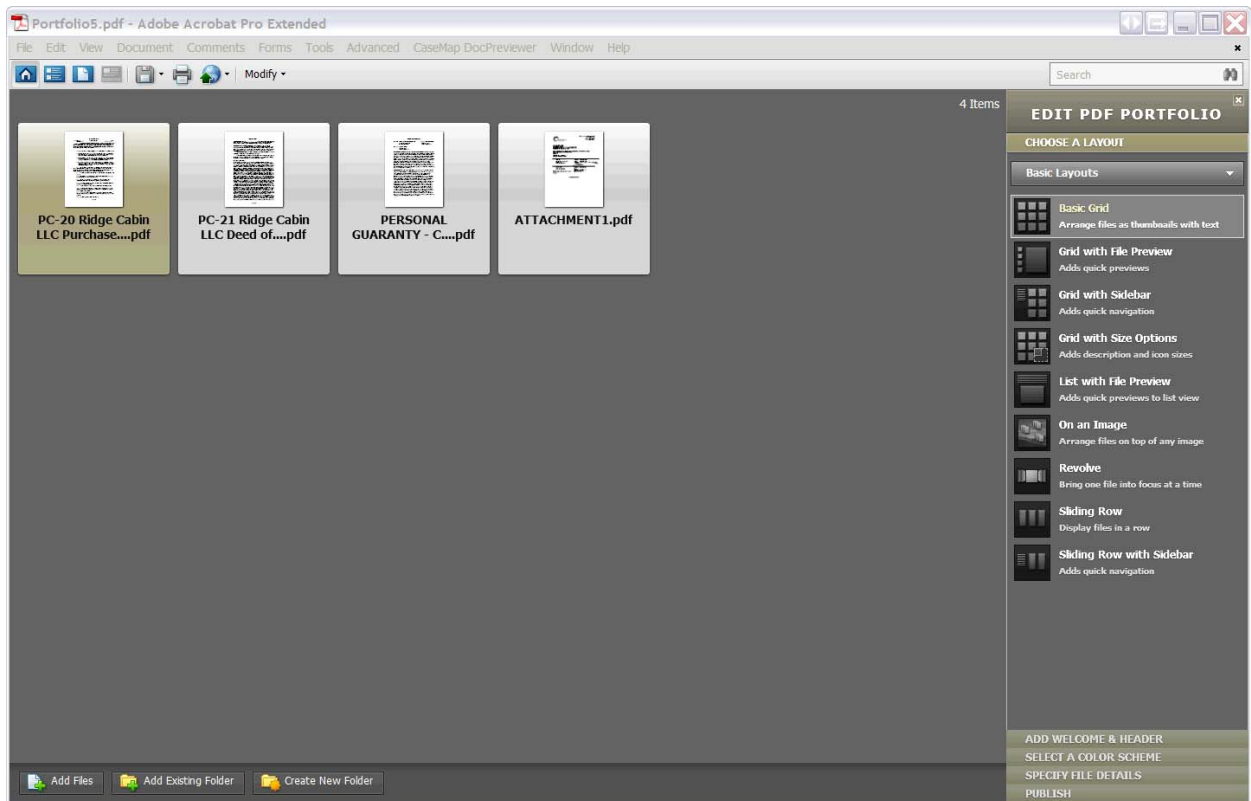 Portfolio5.pdf - Adobe Acrobat Pro Extended
File Edit View Document Comments Forms Tools Advanced CaseMap DocPreviewer Window Help
Modify
Search
4 Items
PC-20 Ridge Cabin
LLC Purchase....pdf
PC-21 Ridge Cabin
LLC Deed of....pdf
PERSONAL
GUARANTY - C....pdf
ATTACHMENT1.pdf
EDIT PDF PORTFOLIO
CHOOSE A LAYOUT
Basic Layouts
Basic Grid
Arrange files as thumbnails with text
Grid with File Preview
Adds quick previews
Grid with Sidebar
Adds quick navigation
Grid with Size Options
Adds description and icon sizes
List with File Preview
Adds quick previews to list view
On an Image
Arrange files on top of any image
Revolve
Bring one file into focus at a time
Sliding Row
Display files in a row
Sliding Row with Sidebar
Adds quick navigation
ADD WELCOME & HEADER
SELECT A COLOR SCHEME
SPECIFY FILE DETAILS
PUBLISH
Add Files
Add Existing Folder
Create New Folder